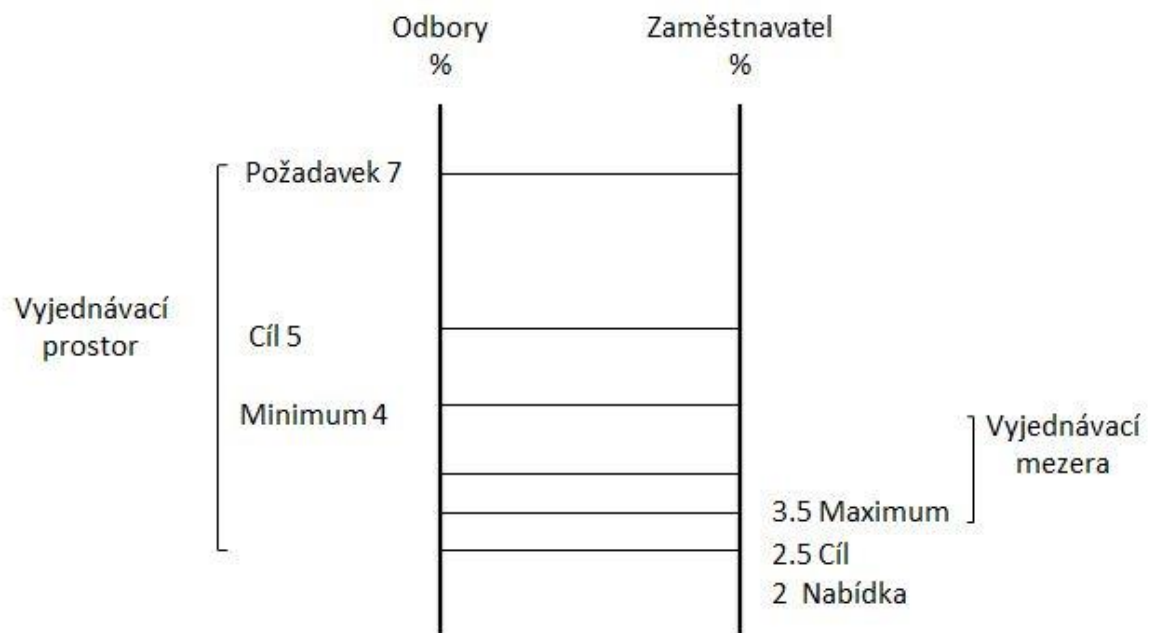 Odbory
%
Zaměstnavatel
%
Požadavek 7
Vyjednávací
prostor
Cíl 5
Minimum 4
Vyjednávací
mezera
3.5 Maximum
2.5 Cíl
2 Nabídka